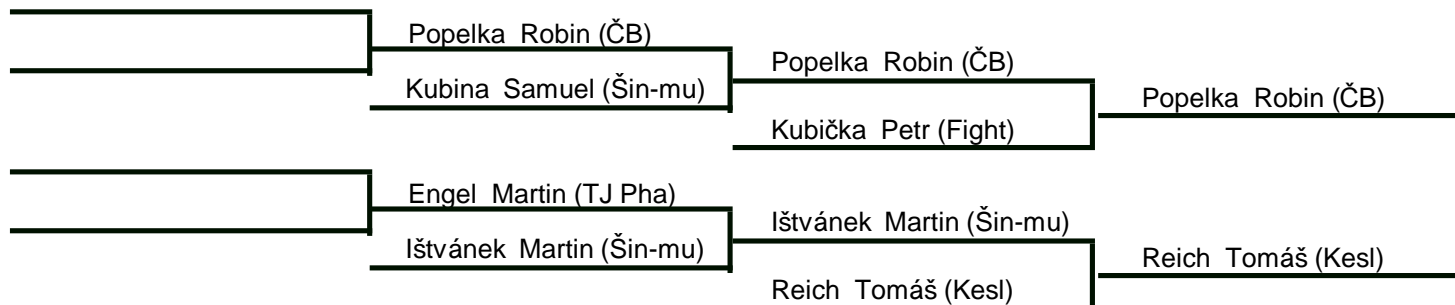 Popelka Robin (ČB)
Kubina Samuel (Šin-mu)
Popelka Robin (ČB)
Kubička Petr (Fight)
Popelka Robin (ČB)
Engel Martin (TJ Pha)
Ištvánek Martin (Šin-mu)
Ištvánek Martin (Šin-mu)
Reich Tomáš (Kesl)
Reich Tomáš (Kesl)